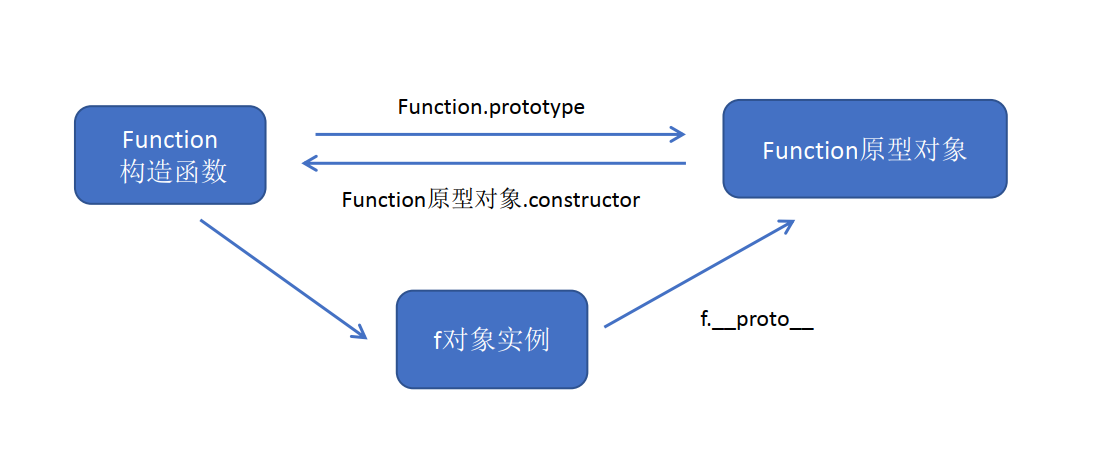 Function.prototype
Function
构造函数
Function原型对象
Function原型对象.constructor
f对象实例
f.__proto__